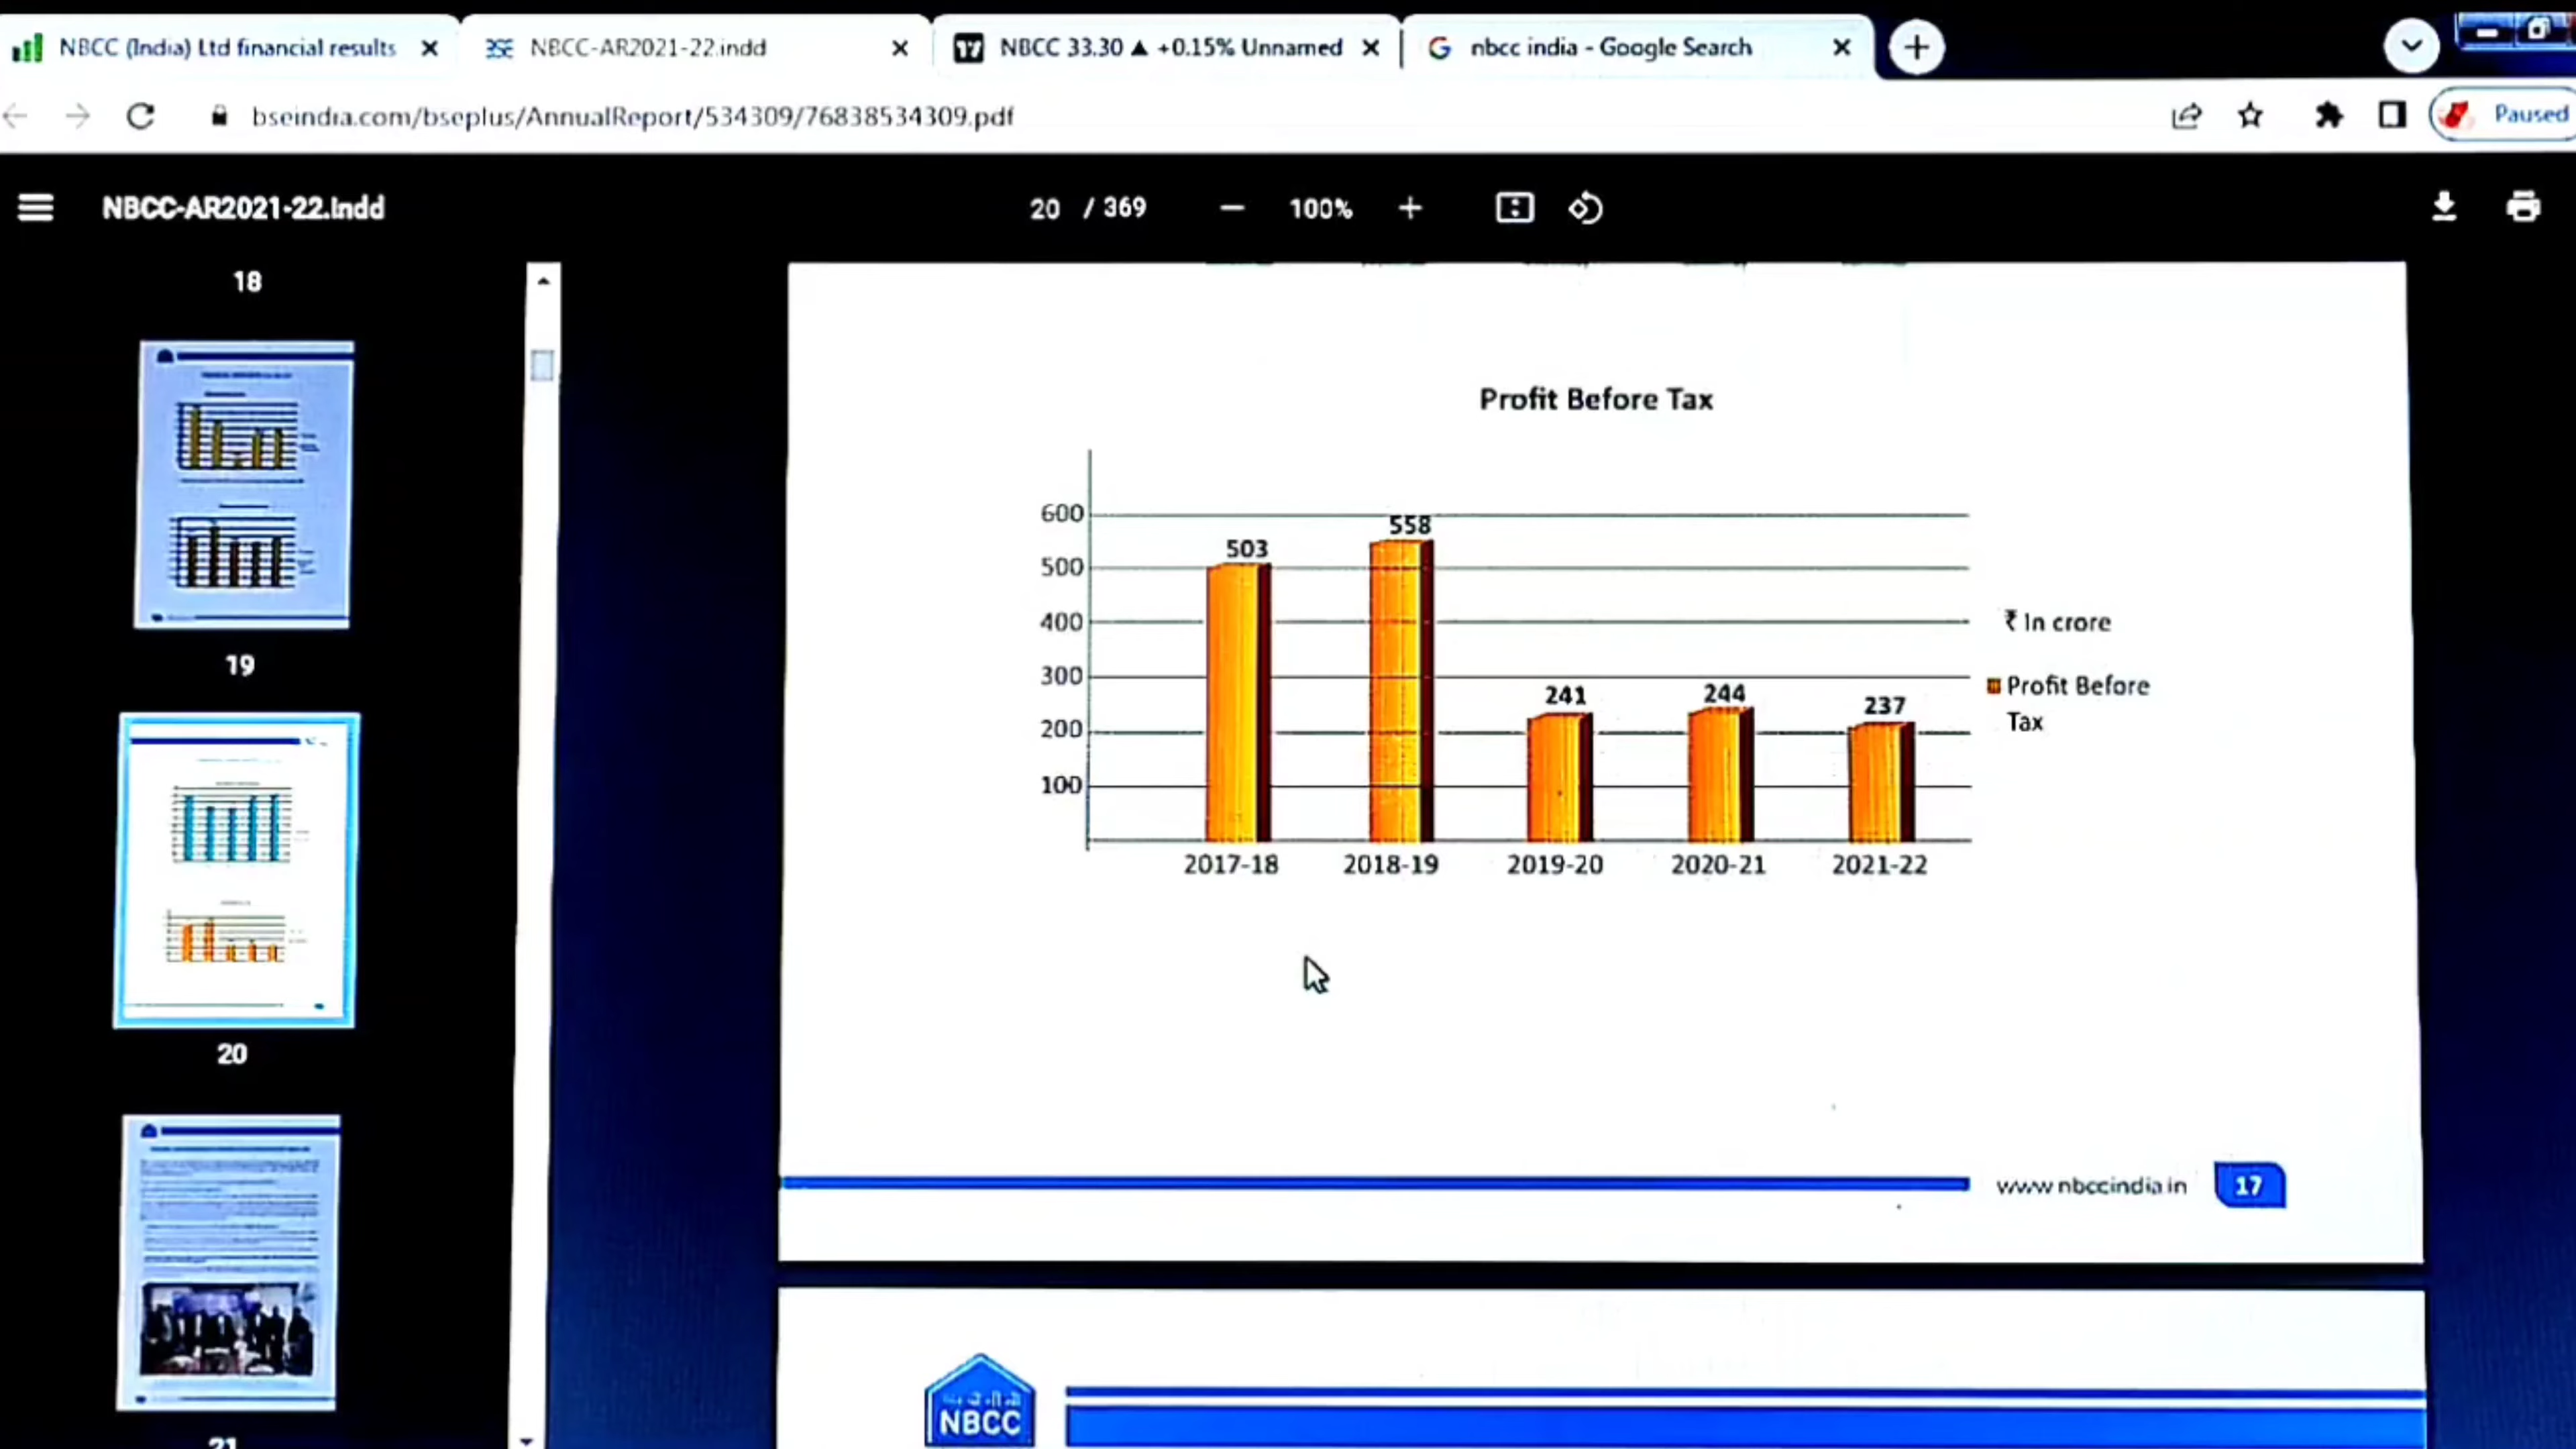 NBCC (India) Ltd financial results
NBCC-AR2021-22.indd
NBCC 33.30 ▲ +0.15% Unnamed
nbcc india - Google Search
bseindia.com/bseplus/AnnualReport/534309/76838534309.pdf
Paused
NBCC-AR2021-22.indd
20 / 369
100%
18
19
20
21
Profit Before Tax
600
500
400
300
200
100
503
558
241
244
237
2017-18
2018-19
2019-20
2020-21
2021-22
₹ In crore
Profit Before
Tax
www.nbccindia.in
17
NBCC